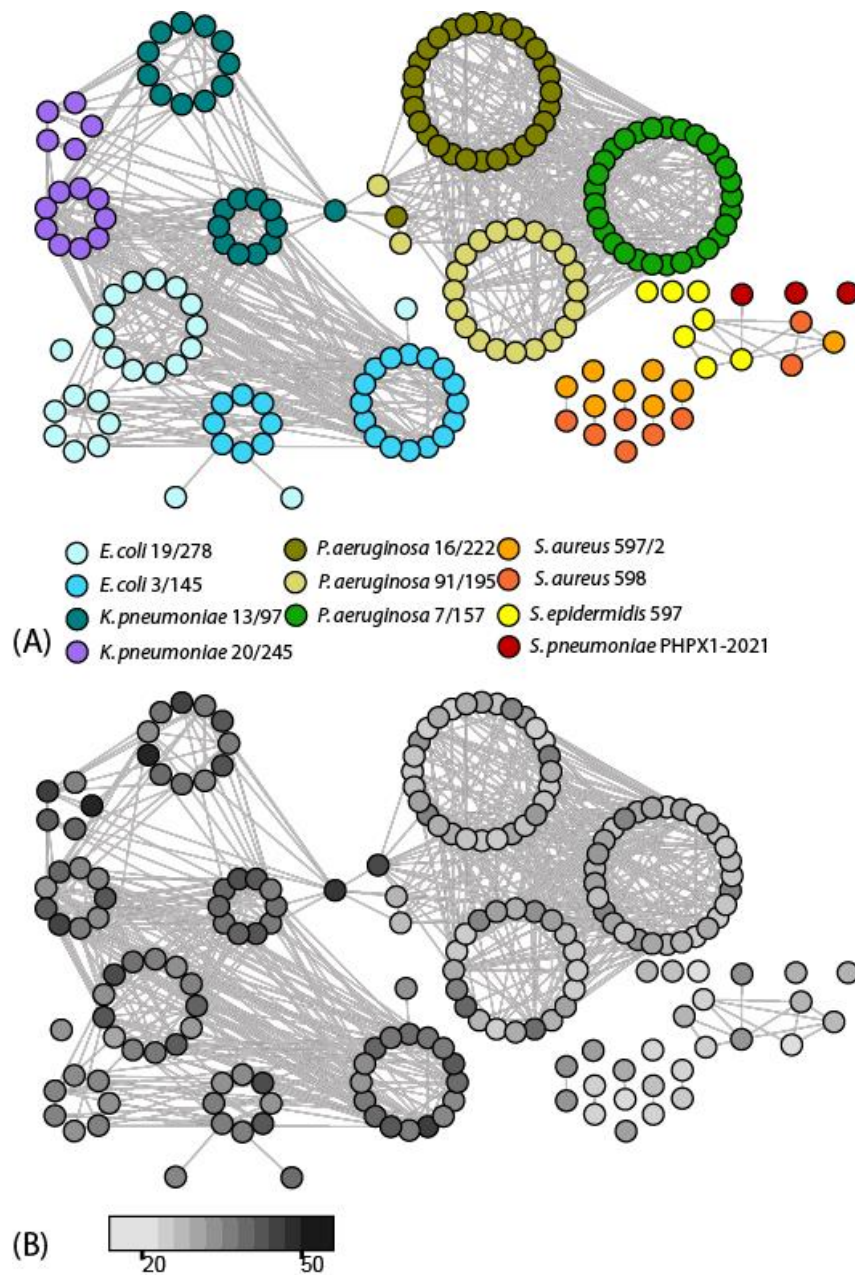 E.coli 19/278 P.aeruginosa 16/222 S.aureus 597/2
E.coli 3/145 P.aeruginosa 91/195 S.aureus 598
K.pneumoniae 13/97 P.aeruginosa 7/157 S.epidermidis 597
(A) K.pneumoniae 20/245 S.pneumoniae PHPX1-2021
(B)
20 50